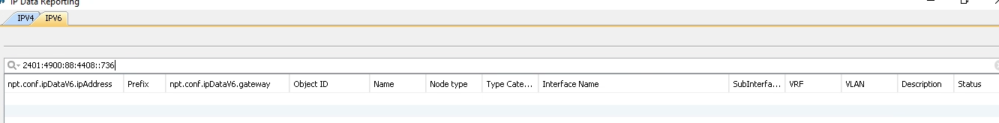 IP Data Reporting
IPV4 IPV6
2401:4900:88:4408::736
npt.conf.ipDataV6.ipAddress Prefix npt.conf.ipDataV6.gateway Object ID Name Node type Type Cate... Interface Name SubInterfa... VRF VLAN Description Status